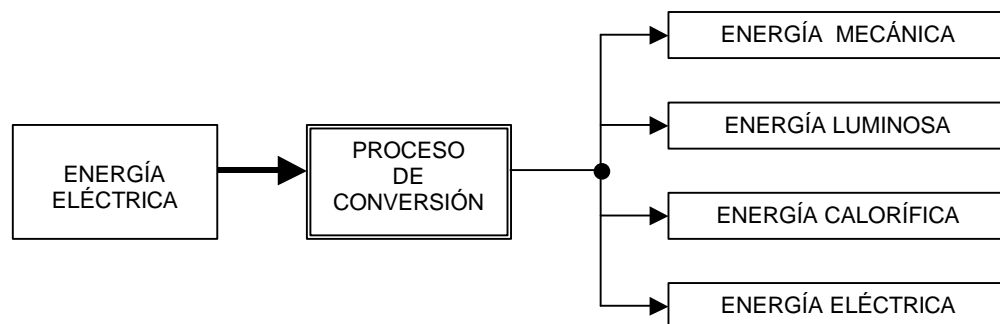 ENERGÍA
ELÉCTRICA
PROCESO
DE
CONVERSIÓN
ENERGÍA MECÁNICA
ENERGÍA LUMINOSA
ENERGÍA CALORÍFICA
ENERGÍA ELÉCTRICA